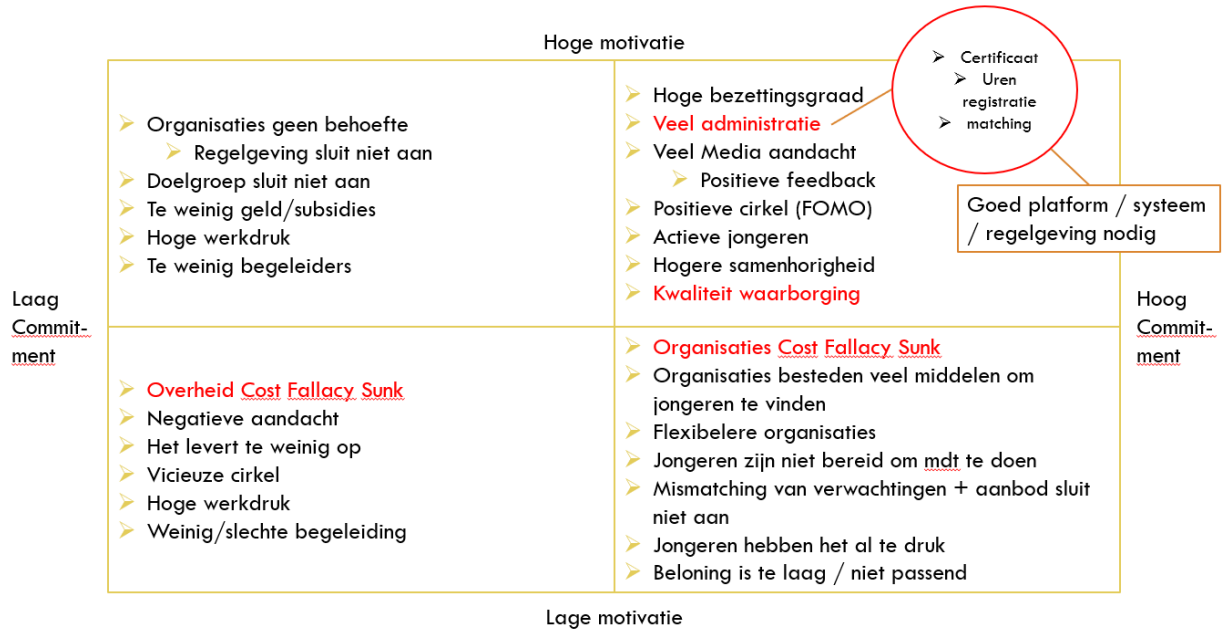 Hoge motivatie
Organisaties geen behoefte
Regelgeving sluit niet aan
Doelgroep sluit niet aan
Te weinig geld/subsidies
Hoge werkdruk
Te weinig begeleiders
Hoge bezettingsgraad
Veel administratie
Veel Media aandacht
Positieve feedback
Positieve cirkel (FOMO)
Actieve jongeren
Hogere samenhorigheid
Kwaliteit waarborging
Certificaat
Uren
registratie
matching
Goed platform / systeem
/ regelgeving nodig
Laag
Commit-
ment
Hoog
Commit-
ment
Overheid Cost Fallacy Sunk
Negatieve aandacht
Het levert te weinig op
Vicieuze cirkel
Hoge werkdruk
Weinig/slechte begeleiding
Organisaties Cost Fallacy Sunk
Organisaties besteden veel middelen om
jongeren te vinden
Flexibelere organisaties
Jongeren zijn niet bereid om mdt te doen
Mismatching van verwachtingen + aanbod sluit
niet aan
Jongeren hebben het al te druk
Beloning is te laag / niet passend
Lage motivatie